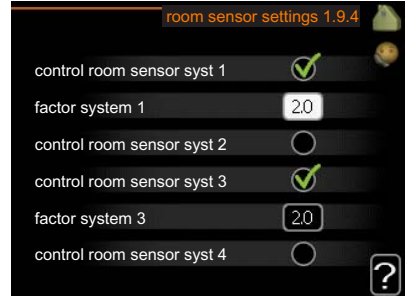 room sensor settings 1.9.4
control room sensor syst 1
factor system 1 2.0
control room sensor syst 2
control room sensor syst 3
factor system 3 2.0
control room sensor syst 4
?